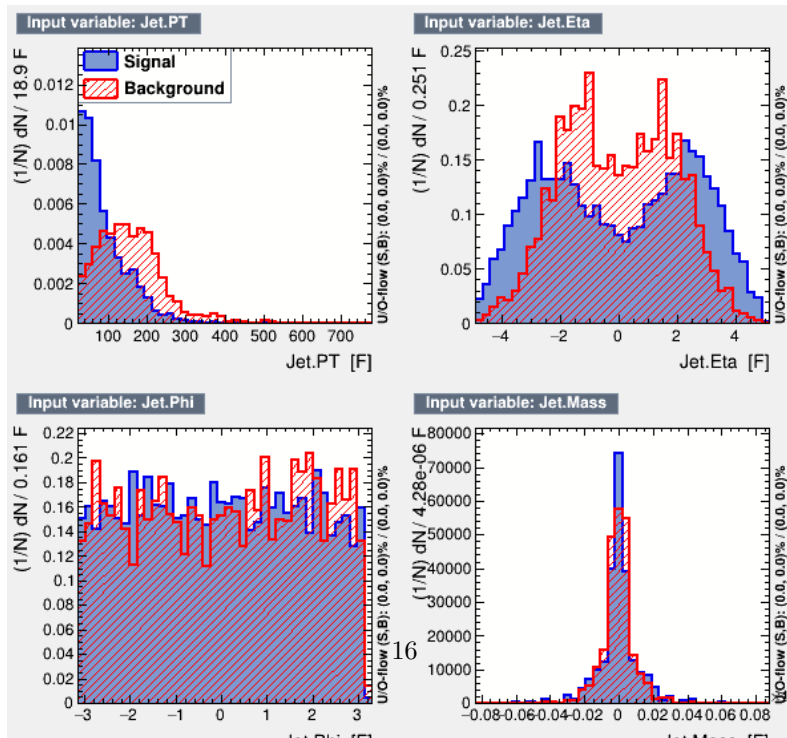 Input variable: Jet.PT
(1/N) dN / 18.9 F
0.012
0.01
0.008
0.006
0.004
0.002
0
Signal
Background
100 200 300 400 500 600 700
Jet.PT [F]
U/O-flow (S,B): (0.0, 0.0)% / (0.0, 0.0)%
Input variable: Jet.Eta
(1/N) dN / 0.251 F
0.25
0.2
0.15
0.1
0.05
0
−4 −2 0 2 4
Jet.Eta [F]
U/O-flow (S,B): (0.0, 0.0)% / (0.0, 0.0)%
Input variable: Jet.Phi
(1/N) dN / 0.161 F
0.22
0.2
0.18
0.16
0.14
0.12
0.1
0.08
0.06
0.04
0.02
0
−3 −2 −1 0 1 2 3
Jet.Phi [F]
U/O-flow (S,B): (0.0, 0.0)% / (0.0, 0.0)%
16
Input variable: Jet.Mass
(1/N) dN / 4.28e-06 F
80000
70000
60000
50000
40000
30000
20000
10000
0
−0.08−0.06−0.04−0.02 0 0.02 0.04 0.06 0.08
Jet.Mass [F]
U/O-flow (S,B): (0.0, 0.0)% / (0.0, 0.0)%